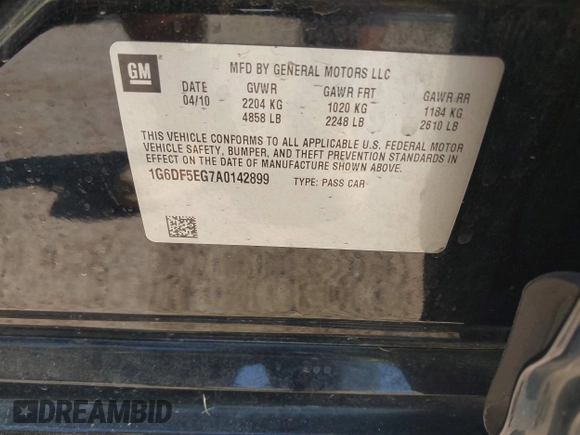 GM
MFD BY GENERAL MOTORS LLC
DATE GVWR GAWR FRT GAWR RR
04/10 2204 KG 1020 KG 1184 KG
4858 LB 2248 LB 2610 LB
THIS VEHICLE CONFORMS TO ALL APPLICABLE U.S. FEDERAL MOTOR
VEHICLE SAFETY, BUMPER, AND THEFT PREVENTION STANDARDS IN
EFFECT ON THE DATE OF MANUFACTURE SHOWN ABOVE.
1G6DF5EG7A0142899 TYPE: PASS CAR
DREAMBID